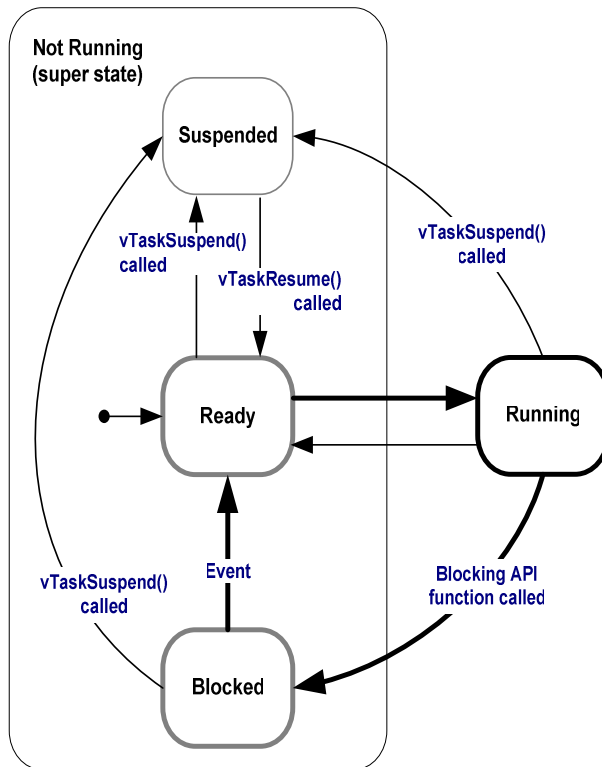 Not Running
(super state)
Suspended
vTaskSuspend()
called
vTaskSuspend()
called
vTaskResume()
called
Ready
Running
Event
Blocking API
function called
vTaskSuspend()
called
Blocked